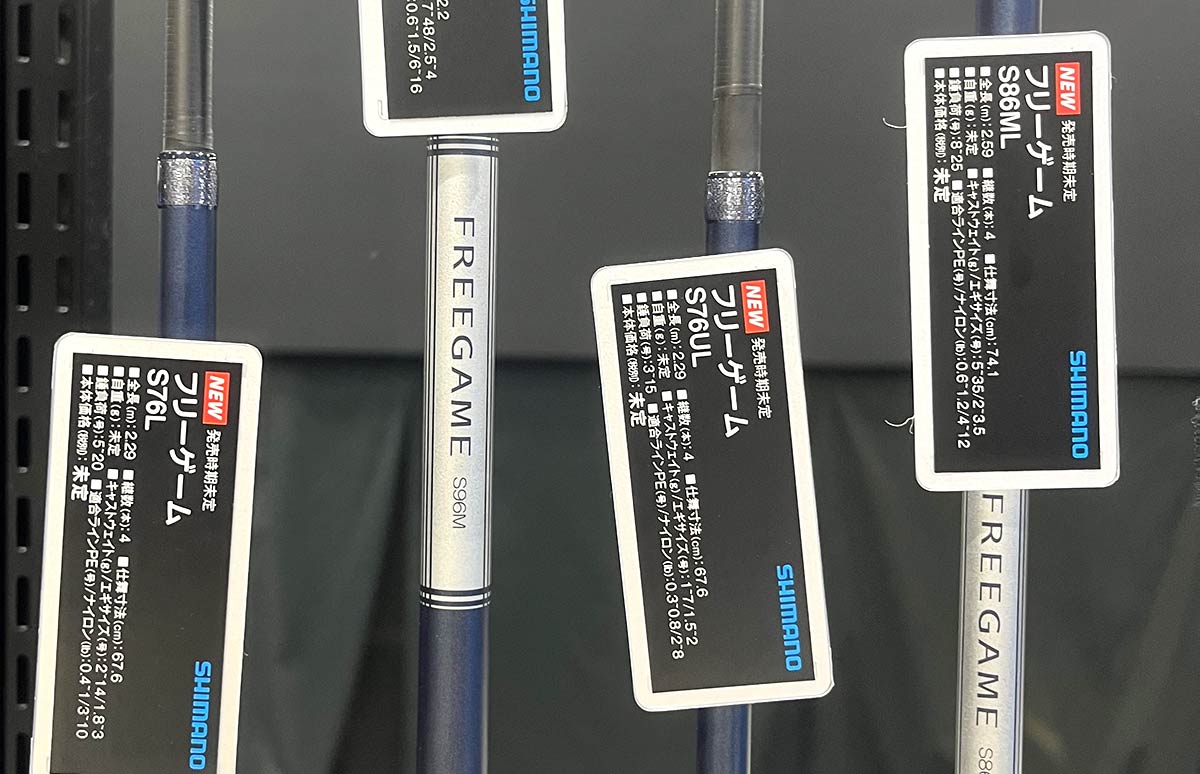 NEW 発売時期未定
フリーゲーム
S76L
■全長(m):2.29 ■継数(本):4 ■仕舞寸法(cm):67.6
■自重(g):未定 ■キャストウェイト(g)/エギサイズ(号):2~14/1.8~3
■錘負荷(号):5~20 ■適合ラインPE(号)/ナイロン(lb):0.4~1/3~10
■本体価格(税別):未定
SHIMANO
2.2
7~48/2.5~4
:0.6~1.5/6~16
SHIMANO
FREEGAME S96M
NEW 発売時期未定
フリーゲーム
S76UL
■全長(m):2.29 ■継数(本):4 ■仕舞寸法(cm):67.6
■自重(g):未定 ■キャストウェイト(g)/エギサイズ(号):1~7/1.5~2
■錘負荷(号):3~15 ■適合ラインPE(号)/ナイロン(lb):0.3~0.8/2~8
■本体価格(税別):未定
SHIMANO
NEW 発売時期未定
フリーゲーム
S86ML
■全長(m):2.59 ■継数(本):4 ■仕舞寸法(cm):74.1
■自重(g):未定 ■キャストウェイト(g)/エギサイズ(号):5~35/2~3.5
■錘負荷(号):8~25 ■適合ラインPE(号)/ナイロン(lb):0.6~1.2/4~12
■本体価格(税別):未定
SHIMANO
FREEGAME S86